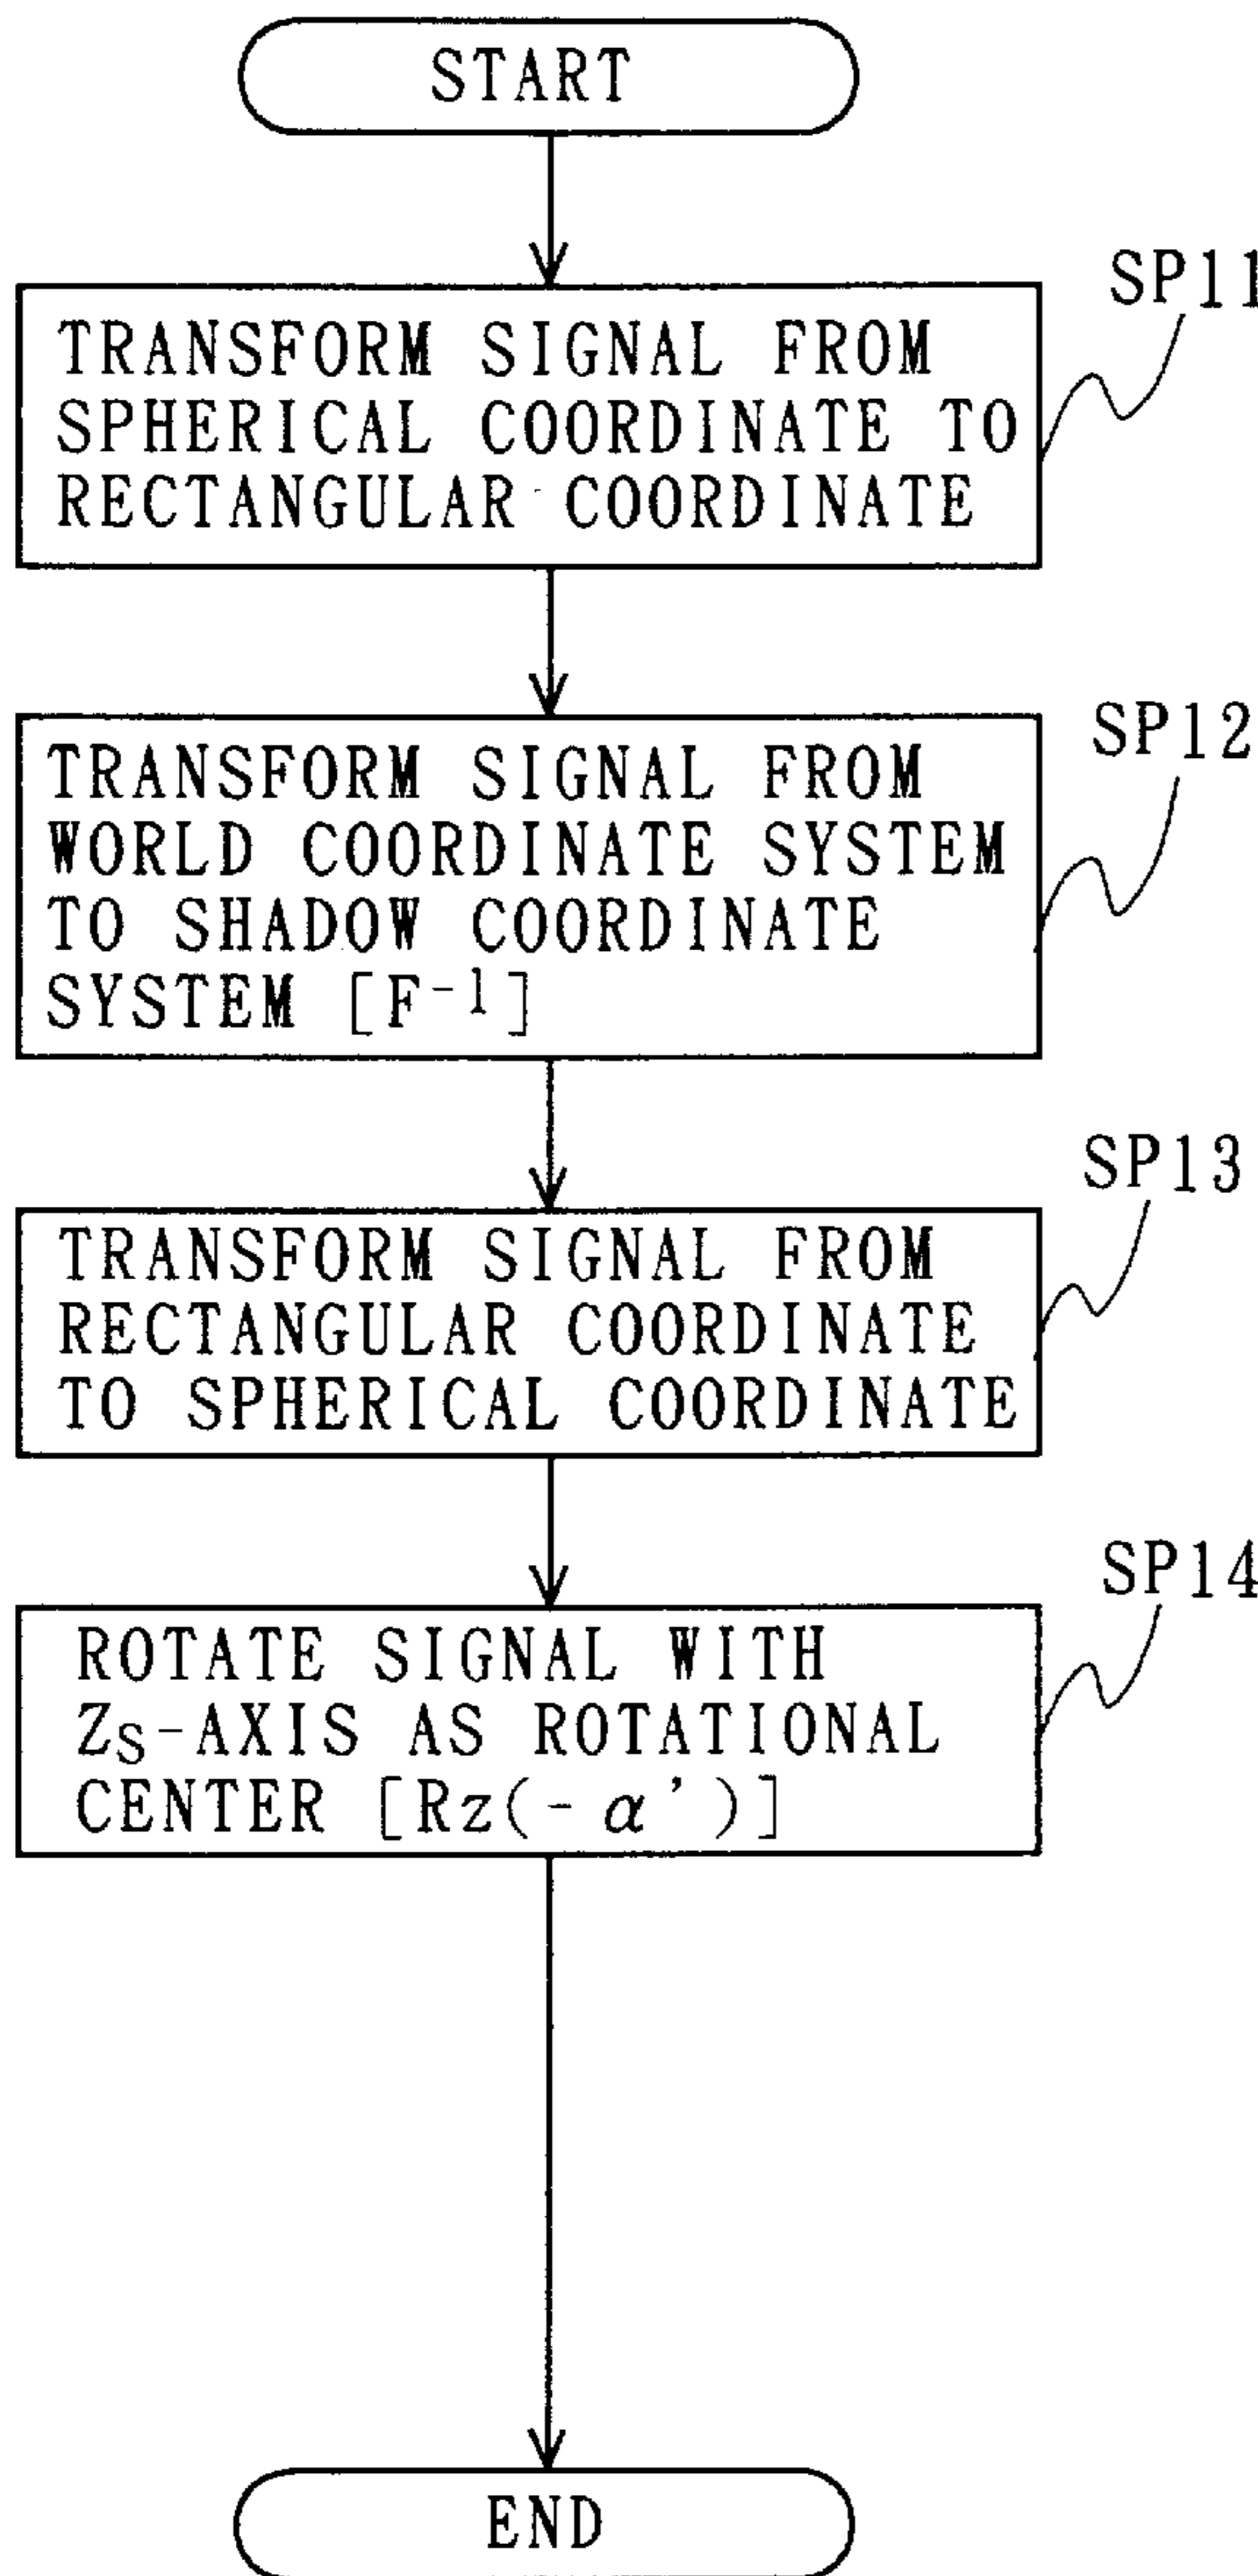 START
SP11
TRANSFORM SIGNAL FROM
SPHERICAL COORDINATE TO
RECTANGULAR COORDINATE
SP12
TRANSFORM SIGNAL FROM
WORLD COORDINATE SYSTEM
TO SHADOW COORDINATE
SYSTEM [F⁻¹]
SP13
TRANSFORM SIGNAL FROM
RECTANGULAR COORDINATE
TO SPHERICAL COORDINATE
SP14
ROTATE SIGNAL WITH
Zs-AXIS AS ROTATIONAL
CENTER [Rz(-α')]
END